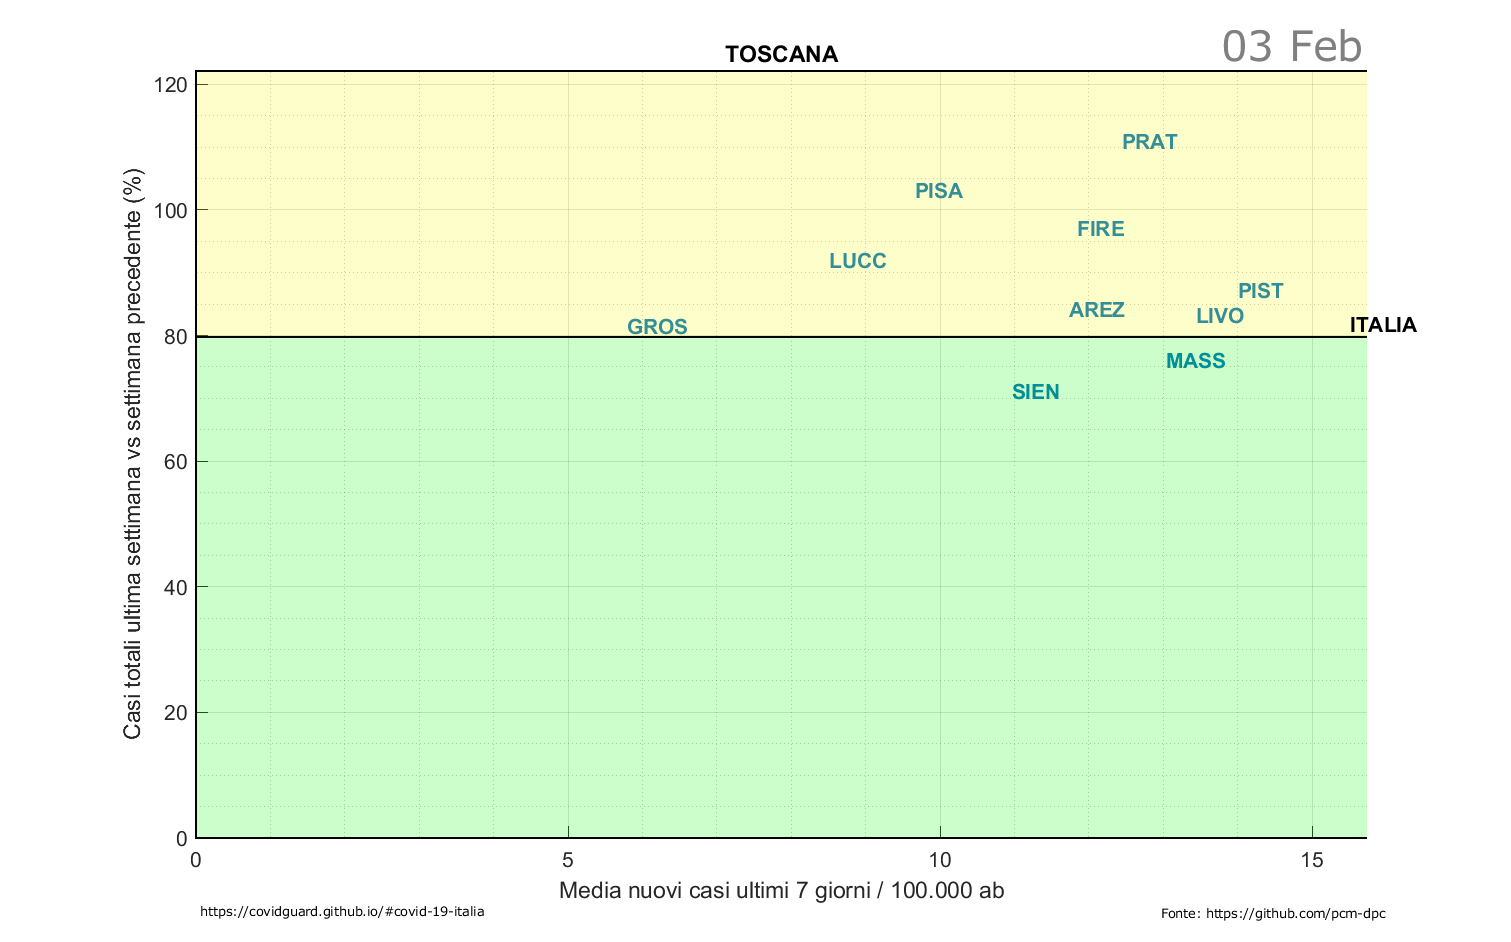 TOSCANA
03 Feb
120
100
80
60
40
20
0
Casi totali ultima settimana vs settimana precedente (%)
PRAT
PISA
FIRE
LUCC
PIST
AREZ
LIVO
GROS
ITALIA
MASS
SIEN
0
5
10
15
Media nuovi casi ultimi 7 giorni / 100.000 ab
https://covidguard.github.io/#covid-19-italia
Fonte: https://github.com/pcm-dpc